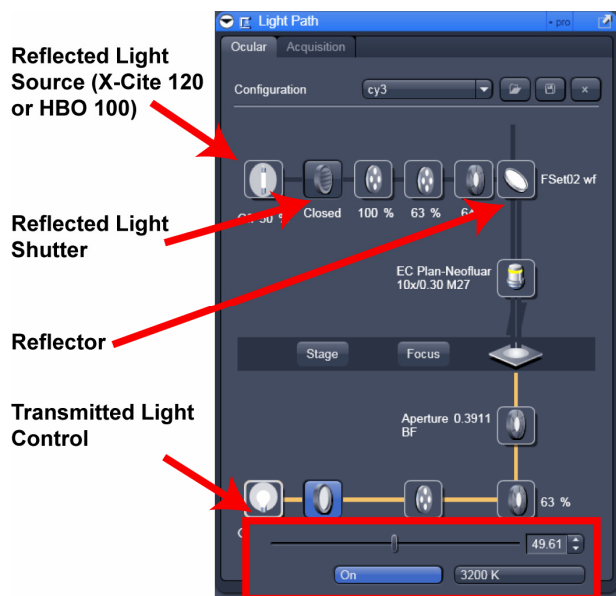 Light Path
pro
Ocular Acquisition
Reflected Light
Source (X-Cite 120
or HBO 100)
Configuration cy3
FSet02 wf
Closed 100 % 63 %
Reflected Light
Shutter
EC Plan-Neofluar
10x/0.30 M27
Reflector
Stage Focus
Transmitted Light
Control
Aperture 0.3911
BF
63 %
49.61
On 3200 K